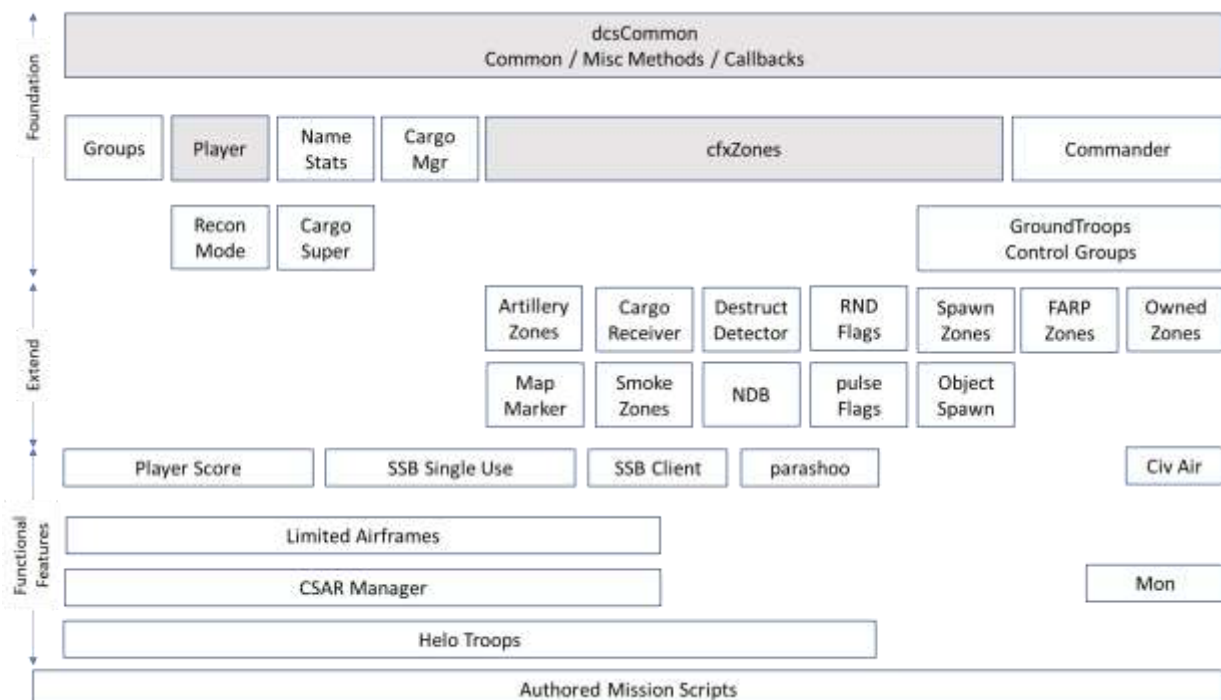 dcsCommon
Common / Misc Methods / Callbacks
Foundation
Groups
Player
Name
Stats
Cargo
Mgr
cfxZones
Commander
Recon
Mode
Cargo
Super
GroundTroops
Control Groups
Extend
Artillery
Zones
Cargo
Receiver
Destruct
Detector
RND
Flags
Spawn
Zones
FARP
Zones
Owned
Zones
Map
Marker
Smoke
Zones
NDB
pulse
Flags
Object
Spawn
Functional
Features
Player Score
SSB Single Use
SSB Client
parashoo
Civ Air
Limited Airframes
CSAR Manager
Mon
Helo Troops
Authored Mission Scripts